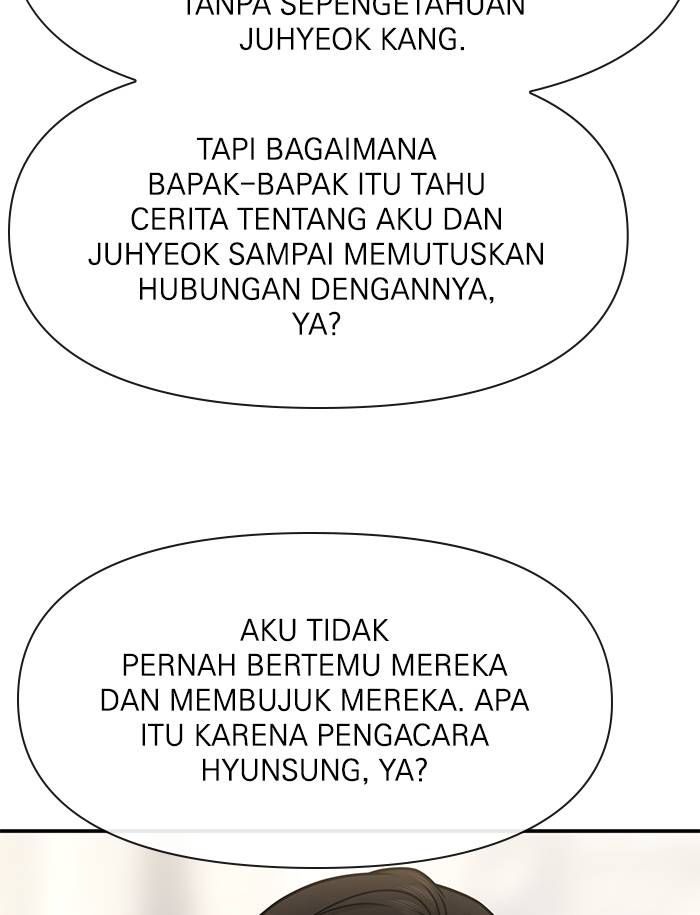 TANPA SEPENGETAHUAN
JUHYEOK KANG.
TAPI BAGAIMANA
BAPAK-BAPAK ITU TAHU
CERITA TENTANG AKU DAN
JUHYEOK SAMPAI MEMUTUSKAN
HUBUNGAN DENGANNYA,
YA?
AKU TIDAK
PERNAH BERTEMU MEREKA
DAN MEMBUJUK MEREKA. APA
ITU KARENA PENGACARA
HYUNSUNG, YA?